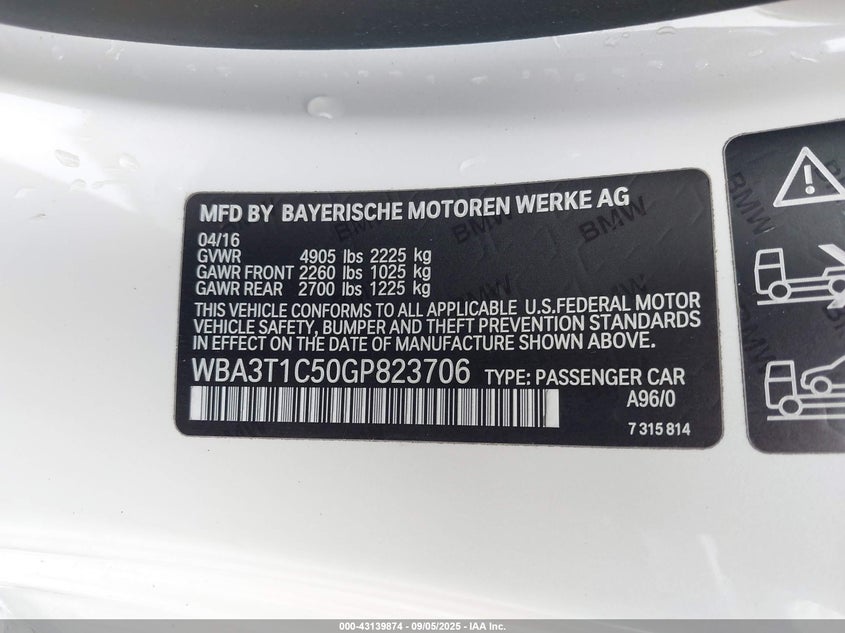 MFD BY BAYERISCHE MOTOREN WERKE AG
04/16
GVWR 4905 lbs 2225 kg
GAWR FRONT 2260 lbs 1025 kg
GAWR REAR 2700 lbs 1225 kg
THIS VEHICLE CONFORMS TO ALL APPLICABLE U.S.FEDERAL MOTOR
VEHICLE SAFETY, BUMPER AND THEFT PREVENTION STANDARDS
IN EFFECT ON THE DATE OF MANUFACTURE SHOWN ABOVE.
WBA3T1C50GP823706 TYPE: PASSENGER CAR
A96/0
7 315 814
BMW
BMW
000-43139874 | 09/05/2025 - IAA Inc.